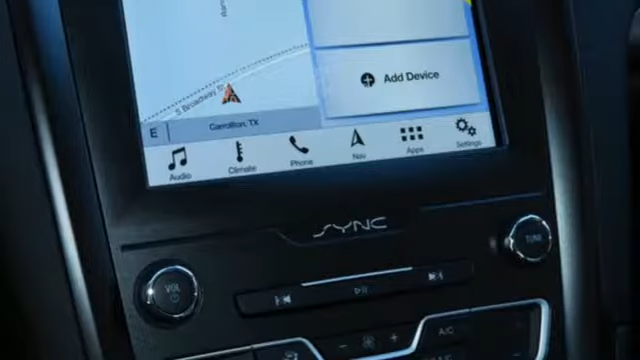 Add Device
S Broadway St
E
Carrollton, TX
Audio
Climate
Phone
Nav
Apps
Settings
SYNC
VOL
TUNE
A/C